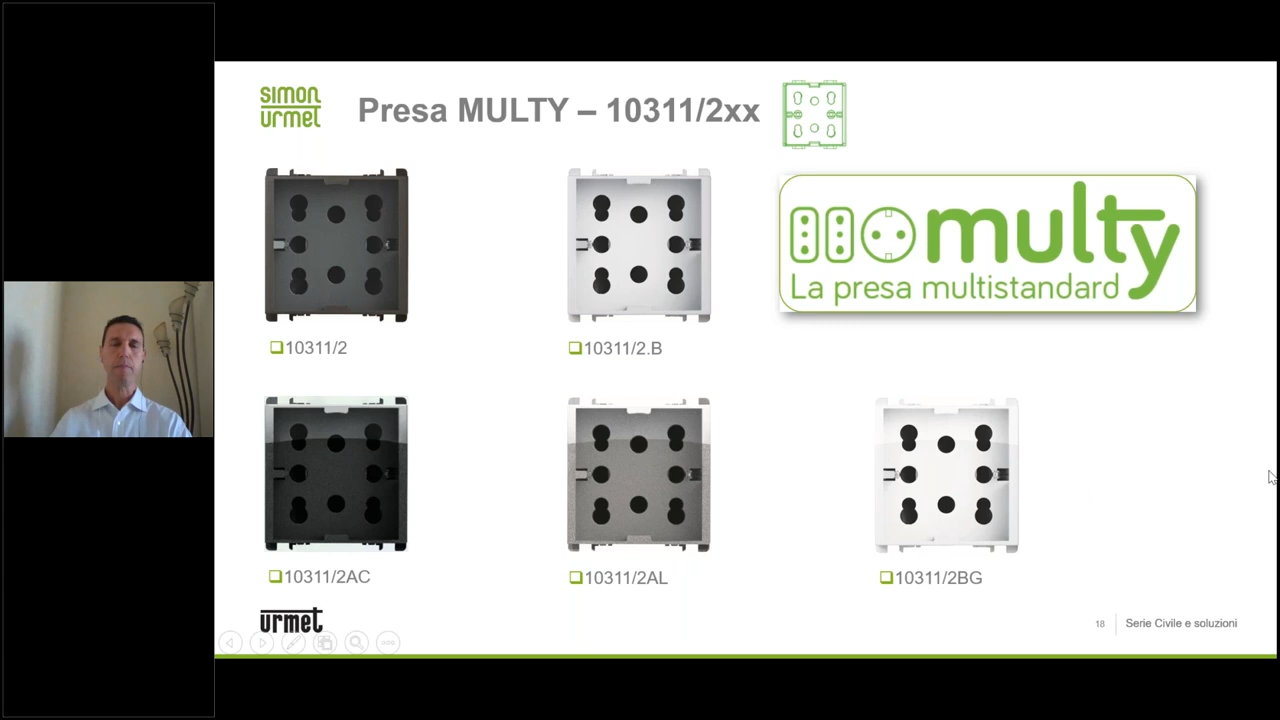 simon
urmet
Presa MULTY – 10311/2xx
multy
La presa multistandard
10311/2
10311/2.B
10311/2AC
10311/2AL
10311/2BG
urmet
18
Serie Civile e soluzioni